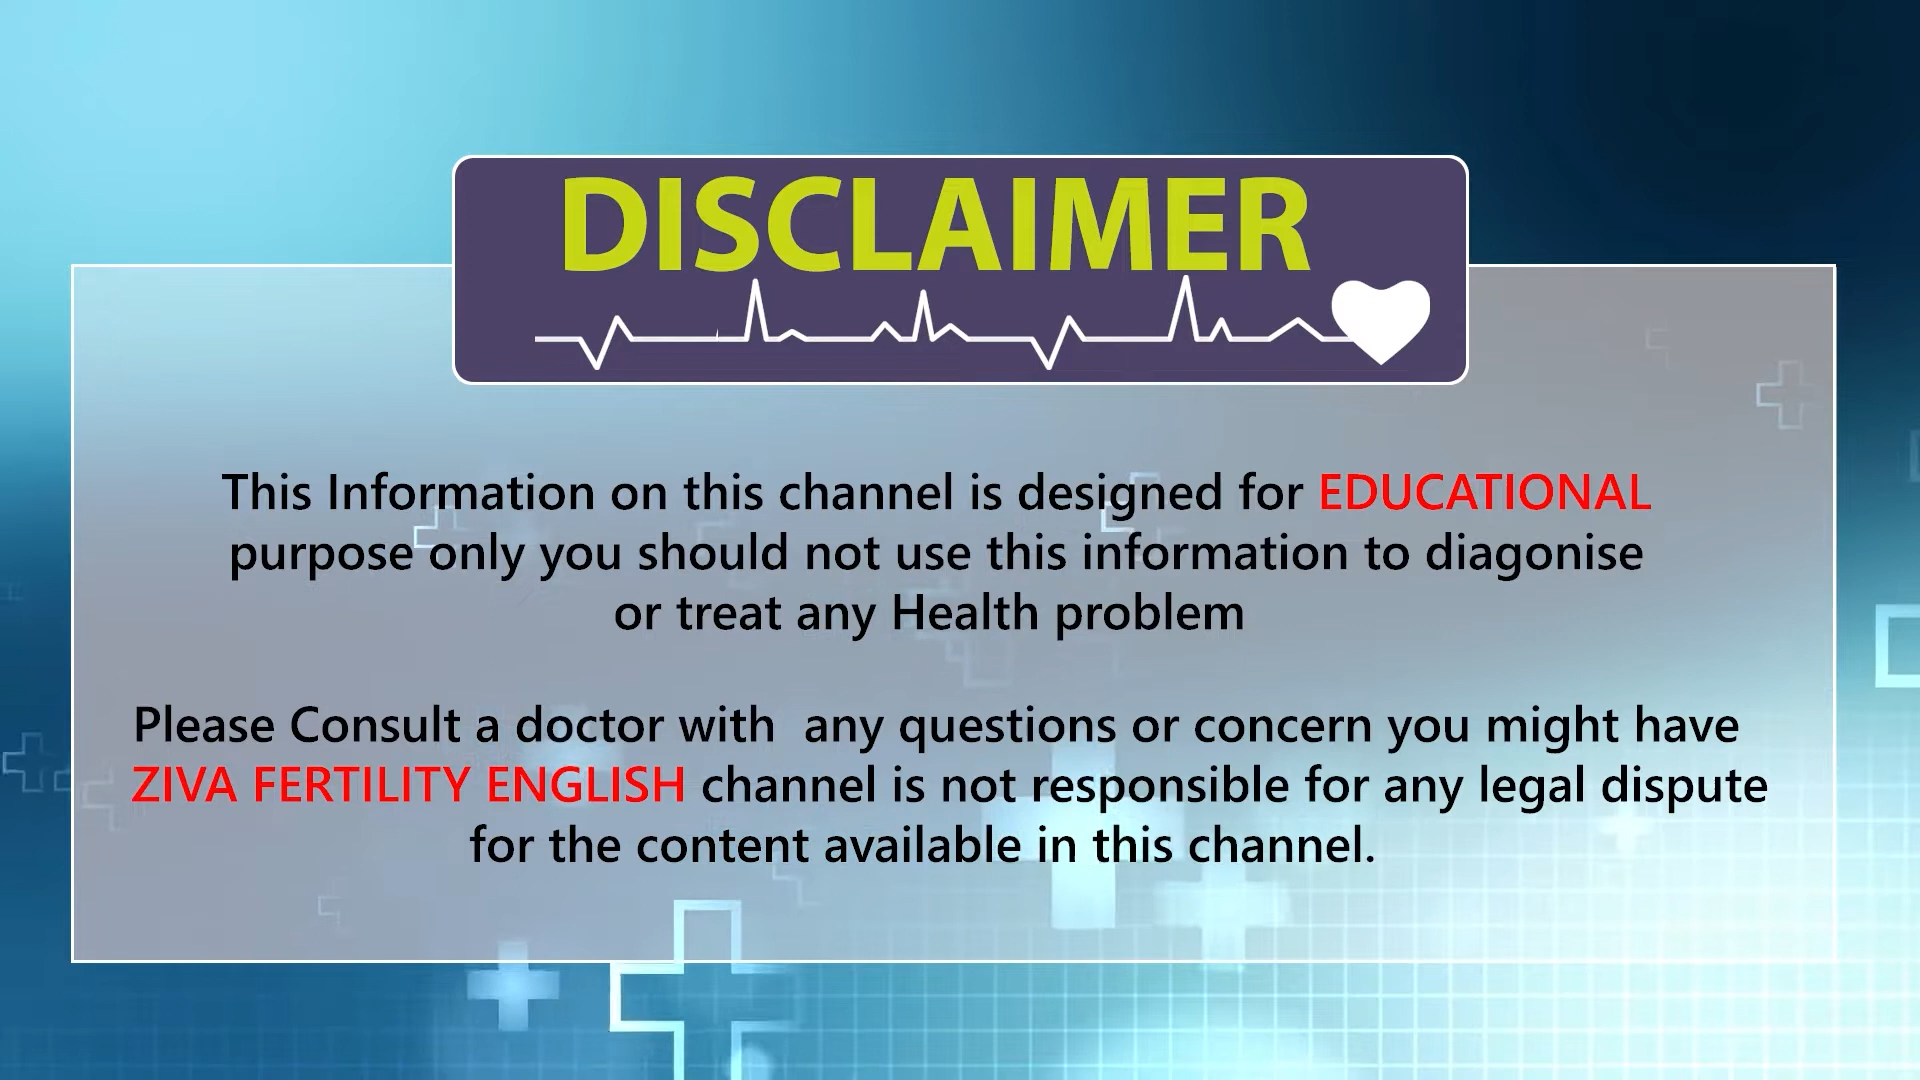 DISCLAIMER
This Information on this channel is designed for EDUCATIONAL
purpose only you should not use this information to diagonise
or treat any Health problem
Please Consult a doctor with  any questions or concern you might have
ZIVA FERTILITY ENGLISH channel is not responsible for any legal dispute
for the content available in this channel.